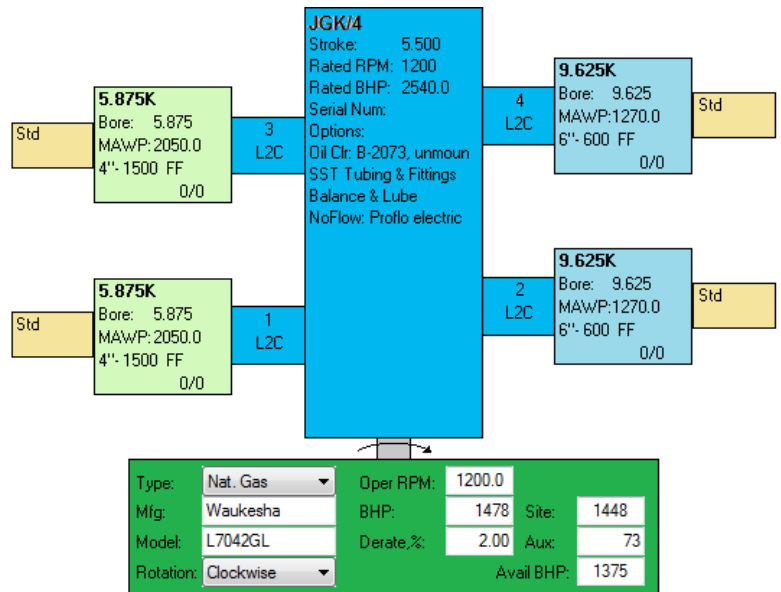 JGK/4
Stroke: 5.500
Rated RPM: 1200
Rated BHP: 2540.0
Serial Num:
Options:
Oil Clr: B-2073, unmoun
SST Tubing & Fittings
Balance & Lube
NoFlow: Proflo electric
Std
5.875K
Bore: 5.875
MAWP: 2050.0
4"- 1500 FF
0/0
3
L2C
4
L2C
9.625K
Bore: 9.625
MAWP:1270.0
6"- 600 FF
0/0
Std
Std
5.875K
Bore: 5.875
MAWP: 2050.0
4"- 1500 FF
0/0
1
L2C
2
L2C
9.625K
Bore: 9.625
MAWP:1270.0
6"- 600 FF
0/0
Std
Type: Nat. Gas Oper RPM: 1200.0
Mfg: Waukesha BHP: 1478 Site: 1448
Model: L7042GL Derate,%: 2.00 Aux: 73
Rotation: Clockwise Avail BHP: 1375